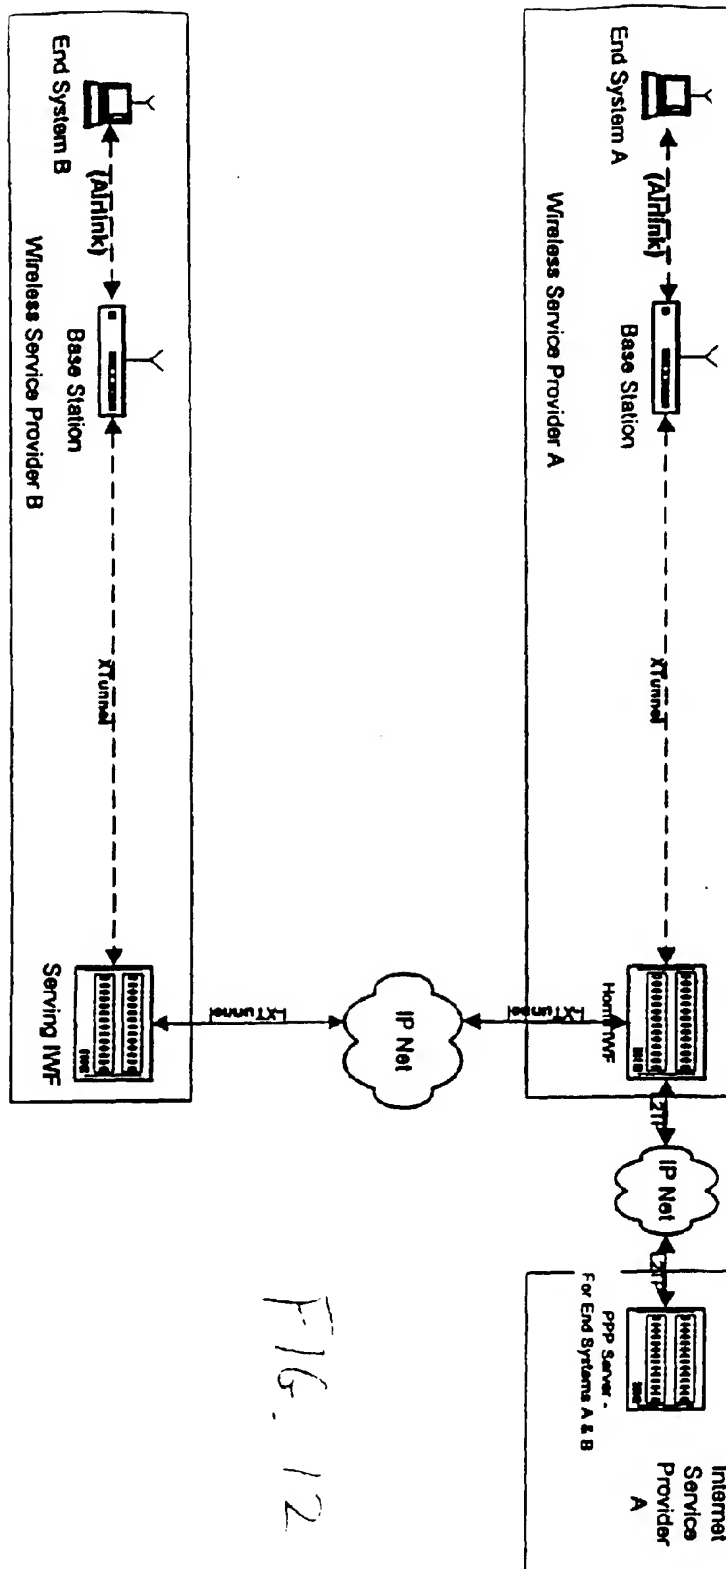 End System A
(Airlink)
Base Station
Wireless Service Provider A
XTunnel
Home IWF
L2TP
IP Net
L2TP
PPP Server -
For End Systems A & B
Internet
Service
Provider
A
XTunnel
IP Net
XTunnel
End System B
(Airlink)
Base Station
Wireless Service Provider B
XTunnel
Serving IWF
FIG. 12